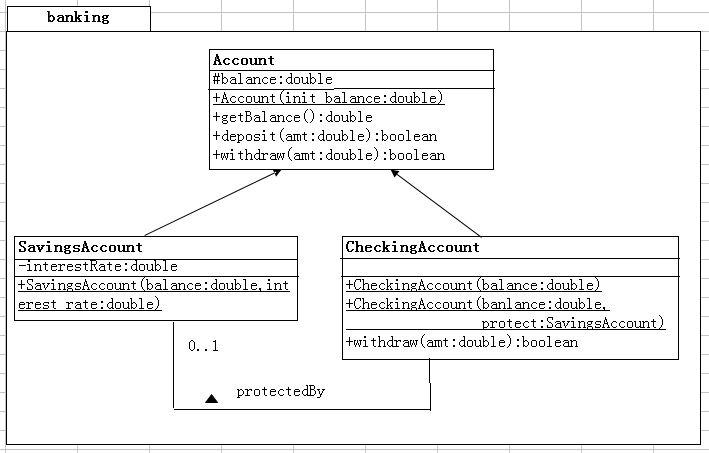 banking
Account
#balance:double
+Account(init_balance:double)
+getBalance():double
+deposit(amt:double):boolean
+withdraw(amt:double):boolean
SavingsAccount
-interestRate:double
+SavingsAccount(balance:double,int
erest_rate:double)
CheckingAccount
+CheckingAccount(balance:double)
+CheckingAccount(banlance:double,
protect:SavingsAccount)
+withdraw(amt:double):boolean
0..1
protectedBy